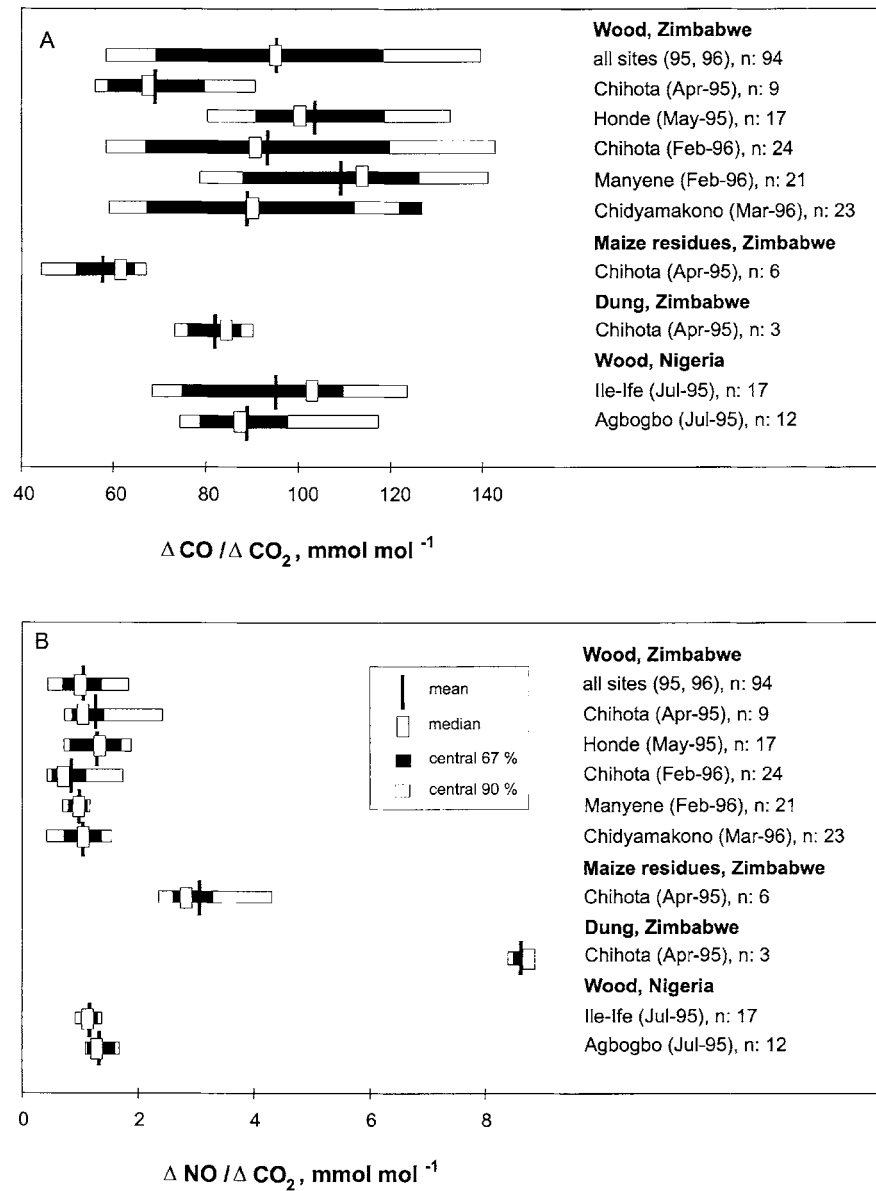 A
Wood, Zimbabwe
all sites (95, 96), n: 94
Chihota (Apr-95), n: 9
Honde (May-95), n: 17
Chihota (Feb-96), n: 24
Manyene (Feb-96), n: 21
Chidyamakono (Mar-96), n: 23
Maize residues, Zimbabwe
Chihota (Apr-95), n: 6
Dung, Zimbabwe
Chihota (Apr-95), n: 3
Wood, Nigeria
Ile-Ife (Jul-95), n: 17
Agbogbo (Jul-95), n: 12
40 60 80 100 120 140
Δ CO / Δ CO₂ , mmol mol ⁻¹
B
mean
median
central 67 %
central 90 %
Wood, Zimbabwe
all sites (95, 96), n: 94
Chihota (Apr-95), n: 9
Honde (May-95), n: 17
Chihota (Feb-96), n: 24
Manyene (Feb-96), n: 21
Chidyamakono (Mar-96), n: 23
Maize residues, Zimbabwe
Chihota (Apr-95), n: 6
Dung, Zimbabwe
Chihota (Apr-95), n: 3
Wood, Nigeria
Ile-Ife (Jul-95), n: 17
Agbogbo (Jul-95), n: 12
0 2 4 6 8
Δ NO / Δ CO₂ , mmol mol ⁻¹